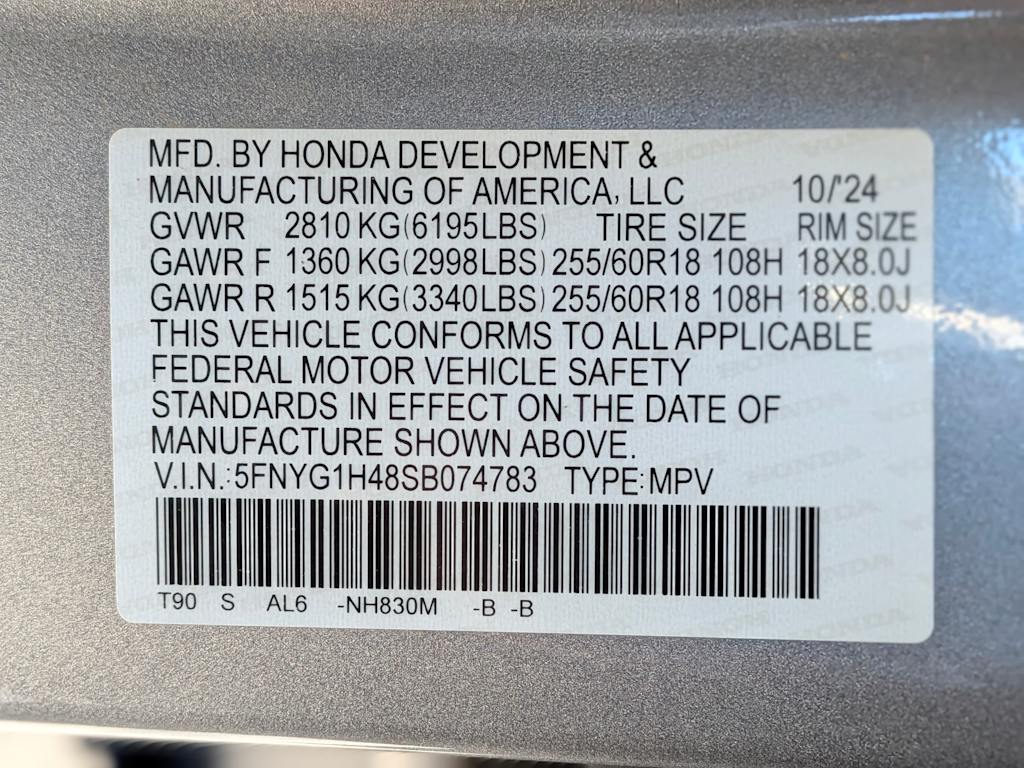 MFD. BY HONDA DEVELOPMENT &
MANUFACTURING OF AMERICA, LLC 10/'24
GVWR 2810 KG(6195LBS) TIRE SIZE RIM SIZE
GAWR F 1360 KG(2998LBS) 255/60R18 108H 18X8.0J
GAWR R 1515 KG(3340LBS) 255/60R18 108H 18X8.0J
THIS VEHICLE CONFORMS TO ALL APPLICABLE
FEDERAL MOTOR VEHICLE SAFETY
STANDARDS IN EFFECT ON THE DATE OF
MANUFACTURE SHOWN ABOVE.
V.I.N.:5FNYG1H48SB074783 TYPE:MPV
T90 S AL6 -NH830M -B -B